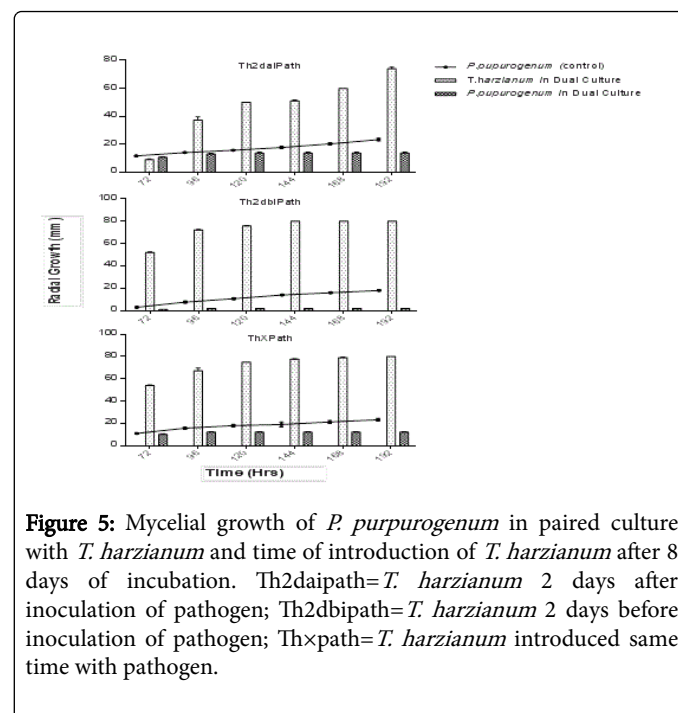 Th2daiPath
P.pupurogenum (control)
T.harzianum in Dual Culture
P.pupurogenum in Dual Culture
80
60
40
20
0
72
96
120
144
168
192
Th2dbiPath
100
80
60
40
20
0
72
96
120
144
168
192
Radial Growth (mm)
ThXPath
100
80
60
40
20
0
72
96
120
144
168
192
Time (Hrs)
Figure 5: Mycelial growth of P. purpurogenum in paired culture
with T. harzianum and time of introduction of T. harzianum after 8
days of incubation. Th2daipath=T. harzianum 2 days after
inoculation of pathogen; Th2dbipath=T. harzianum 2 days before
inoculation of pathogen; Th×path=T. harzianum introduced same
time with pathogen.